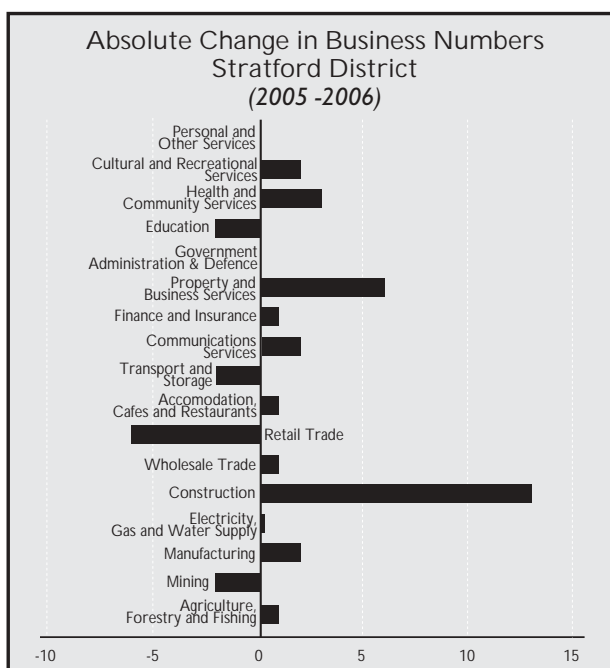 Absolute Change in Business Numbers
Stratford District
(2005 -2006)
Personal and
Other Services
Cultural and Recreational
Services
Health and
Community Services
Education
Government
Administration & Defence
Property and
Business Services
Finance and Insurance
Communications
Services
Transport and
Storage
Accomodation,
Cafes and Restaurants
Retail Trade
Wholesale Trade
Construction
Electricity,
Gas and Water Supply
Manufacturing
Mining
Agriculture,
Forestry and Fishing
-10 -5 0 5 10 15